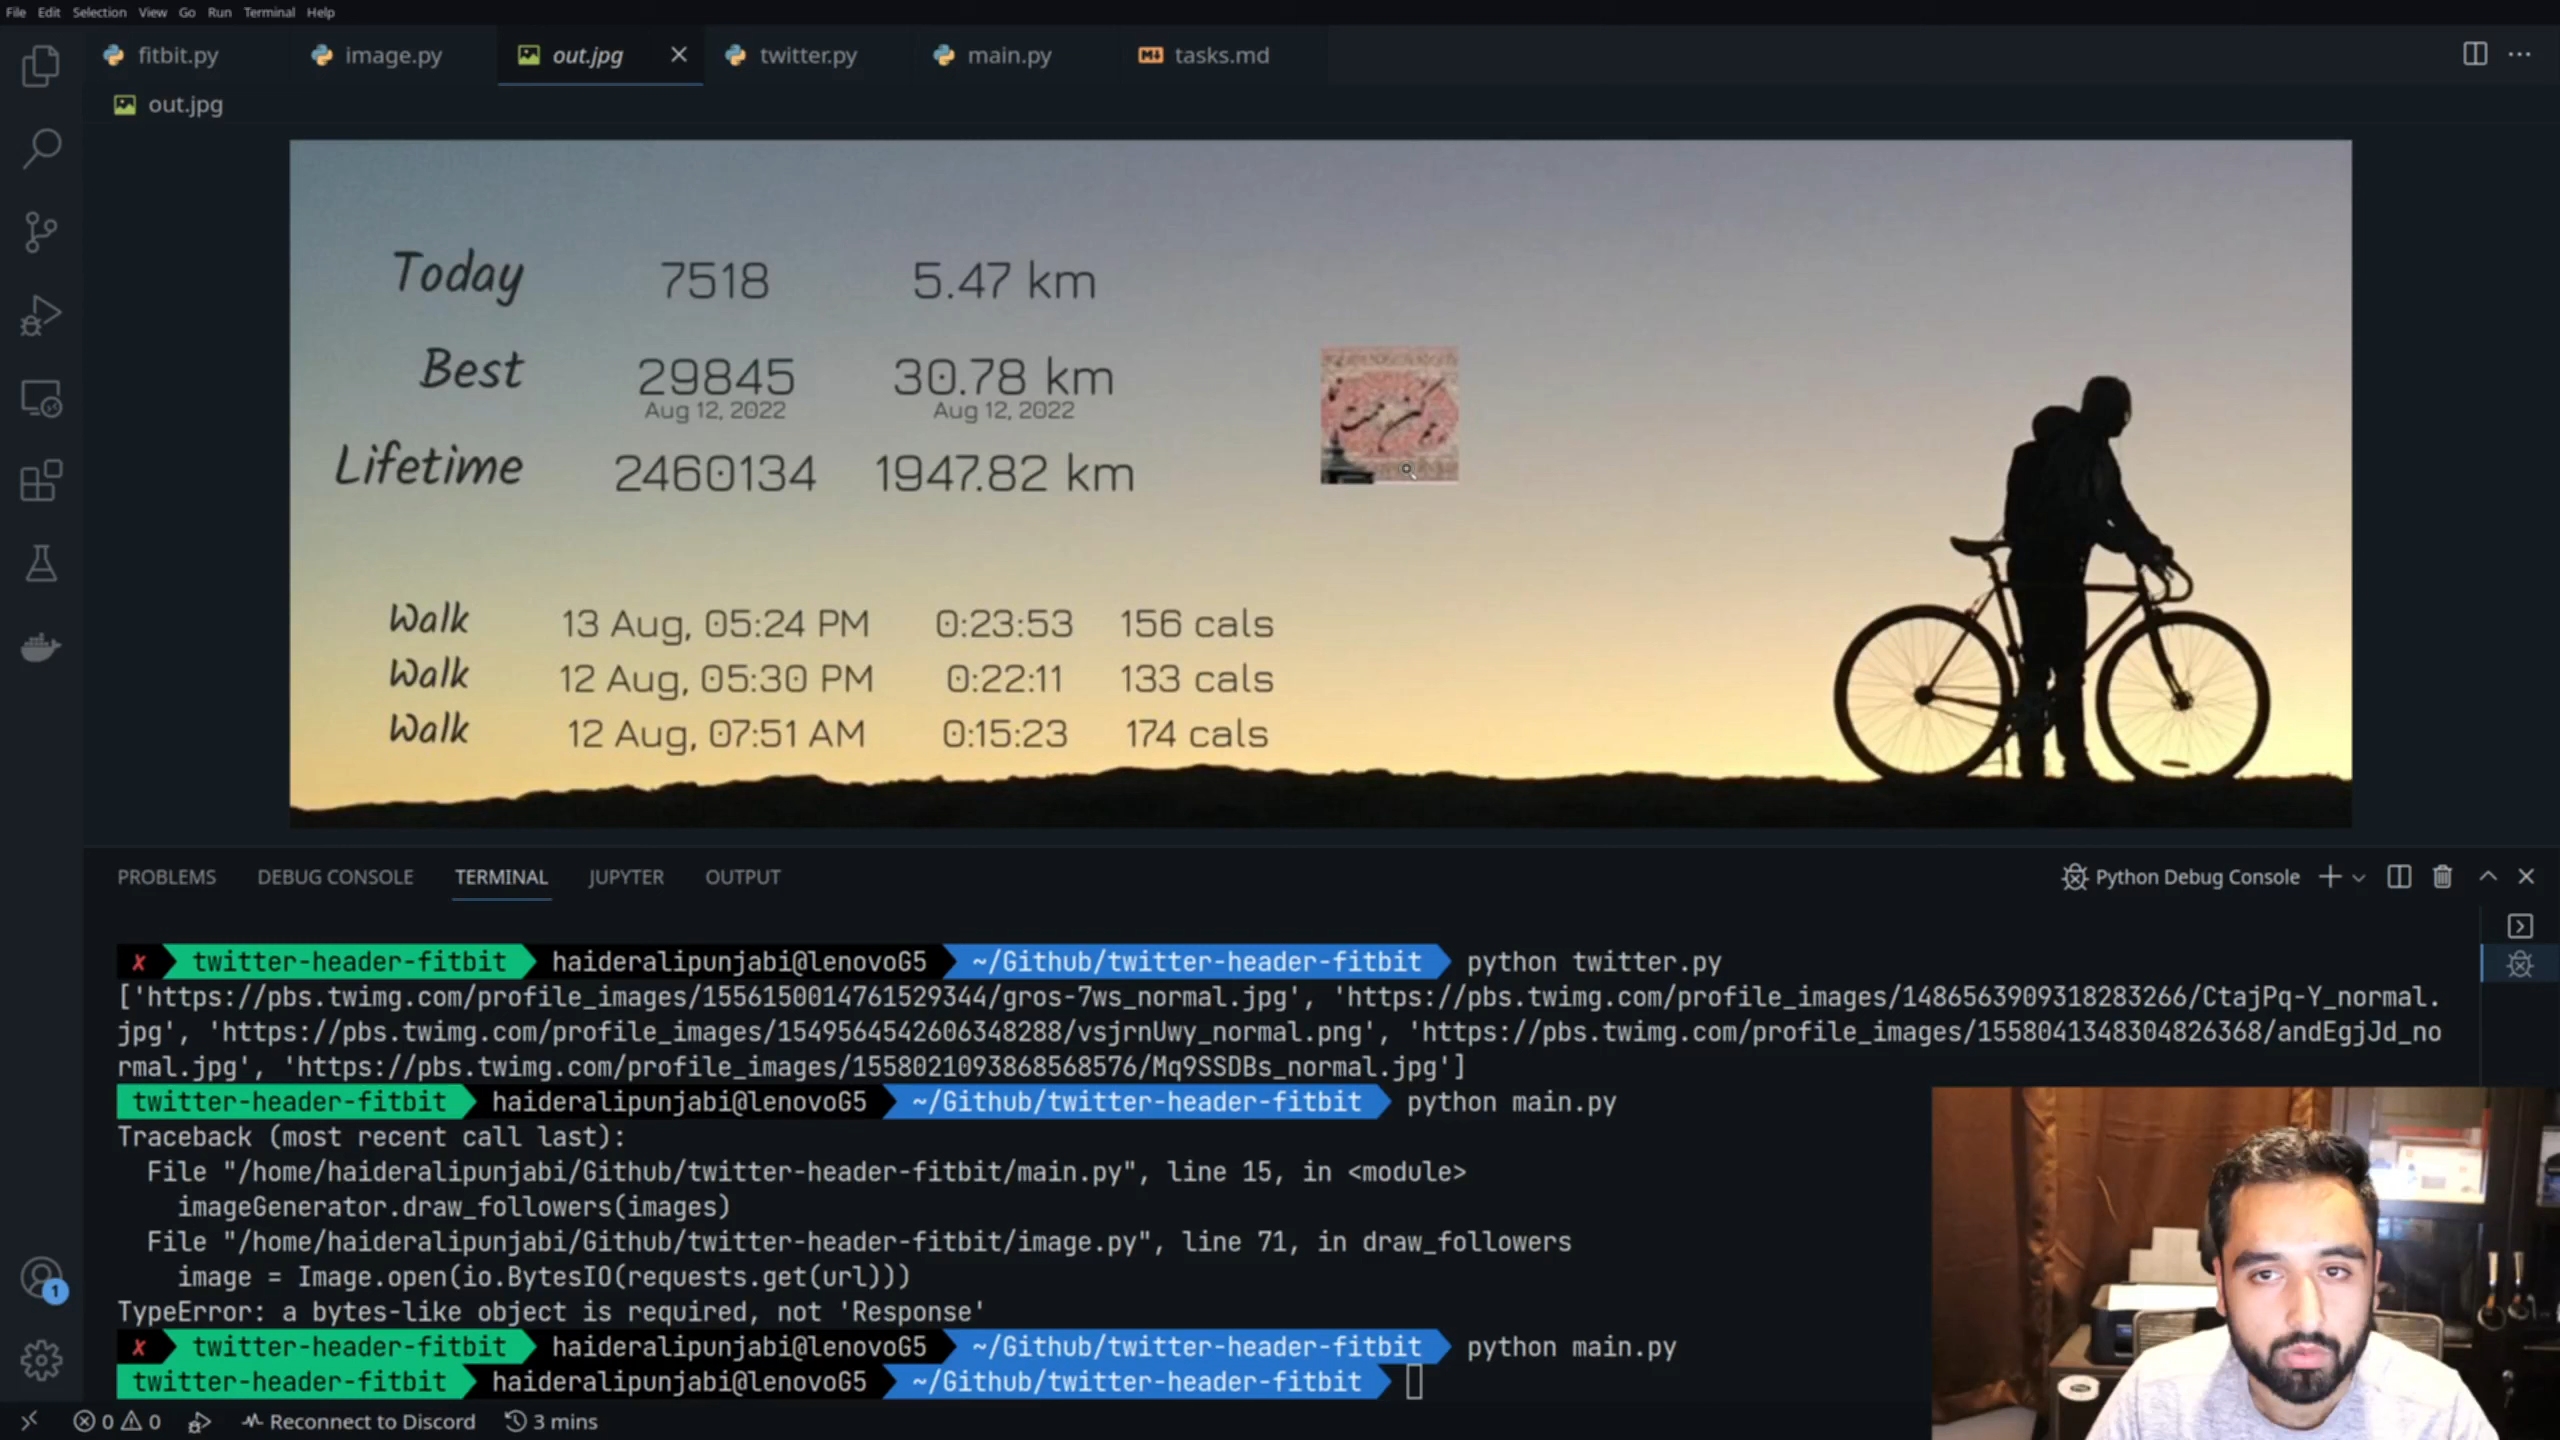 File Edit Selection View Go Run Terminal Help
fitbit.py image.py out.jpg twitter.py main.py tasks.md
out.jpg
Today 7518 5.47 km
Best 29845 30.78 km
Aug 12, 2022 Aug 12, 2022
Lifetime 2460134 1947.82 km
Walk 13 Aug, 05:24 PM 0:23:53 156 cals
Walk 12 Aug, 05:30 PM 0:22:11 133 cals
Walk 12 Aug, 07:51 AM 0:15:23 174 cals
PROBLEMS DEBUG CONSOLE TERMINAL JUPYTER OUTPUT Python Debug Console
✗ twitter-header-fitbit haideralipunjabi@lenovoG5 ~/Github/twitter-header-fitbit python twitter.py
['https://pbs.twimg.com/profile_images/1556150014761529344/gros-7ws_normal.jpg', 'https://pbs.twimg.com/profile_images/1486563909318283266/CtajPq-Y_normal.
jpg', 'https://pbs.twimg.com/profile_images/1549564542606348288/vsjrnUwy_normal.png', 'https://pbs.twimg.com/profile_images/1558041348304826368/andEgjJd_no
rmal.jpg', 'https://pbs.twimg.com/profile_images/1558021093868568576/Mq9SSDBs_normal.jpg']
twitter-header-fitbit haideralipunjabi@lenovoG5 ~/Github/twitter-header-fitbit python main.py
Traceback (most recent call last):
File "/home/haideralipunjabi/Github/twitter-header-fitbit/main.py", line 15, in <module>
imageGenerator.draw_followers(images)
File "/home/haideralipunjabi/Github/twitter-header-fitbit/image.py", line 71, in draw_followers
image = Image.open(io.BytesIO(requests.get(url)))
TypeError: a bytes-like object is required, not 'Response'
✗ twitter-header-fitbit haideralipunjabi@lenovoG5 ~/Github/twitter-header-fitbit python main.py
twitter-header-fitbit haideralipunjabi@lenovoG5 ~/Github/twitter-header-fitbit
1
0 0 Reconnect to Discord 3 mins